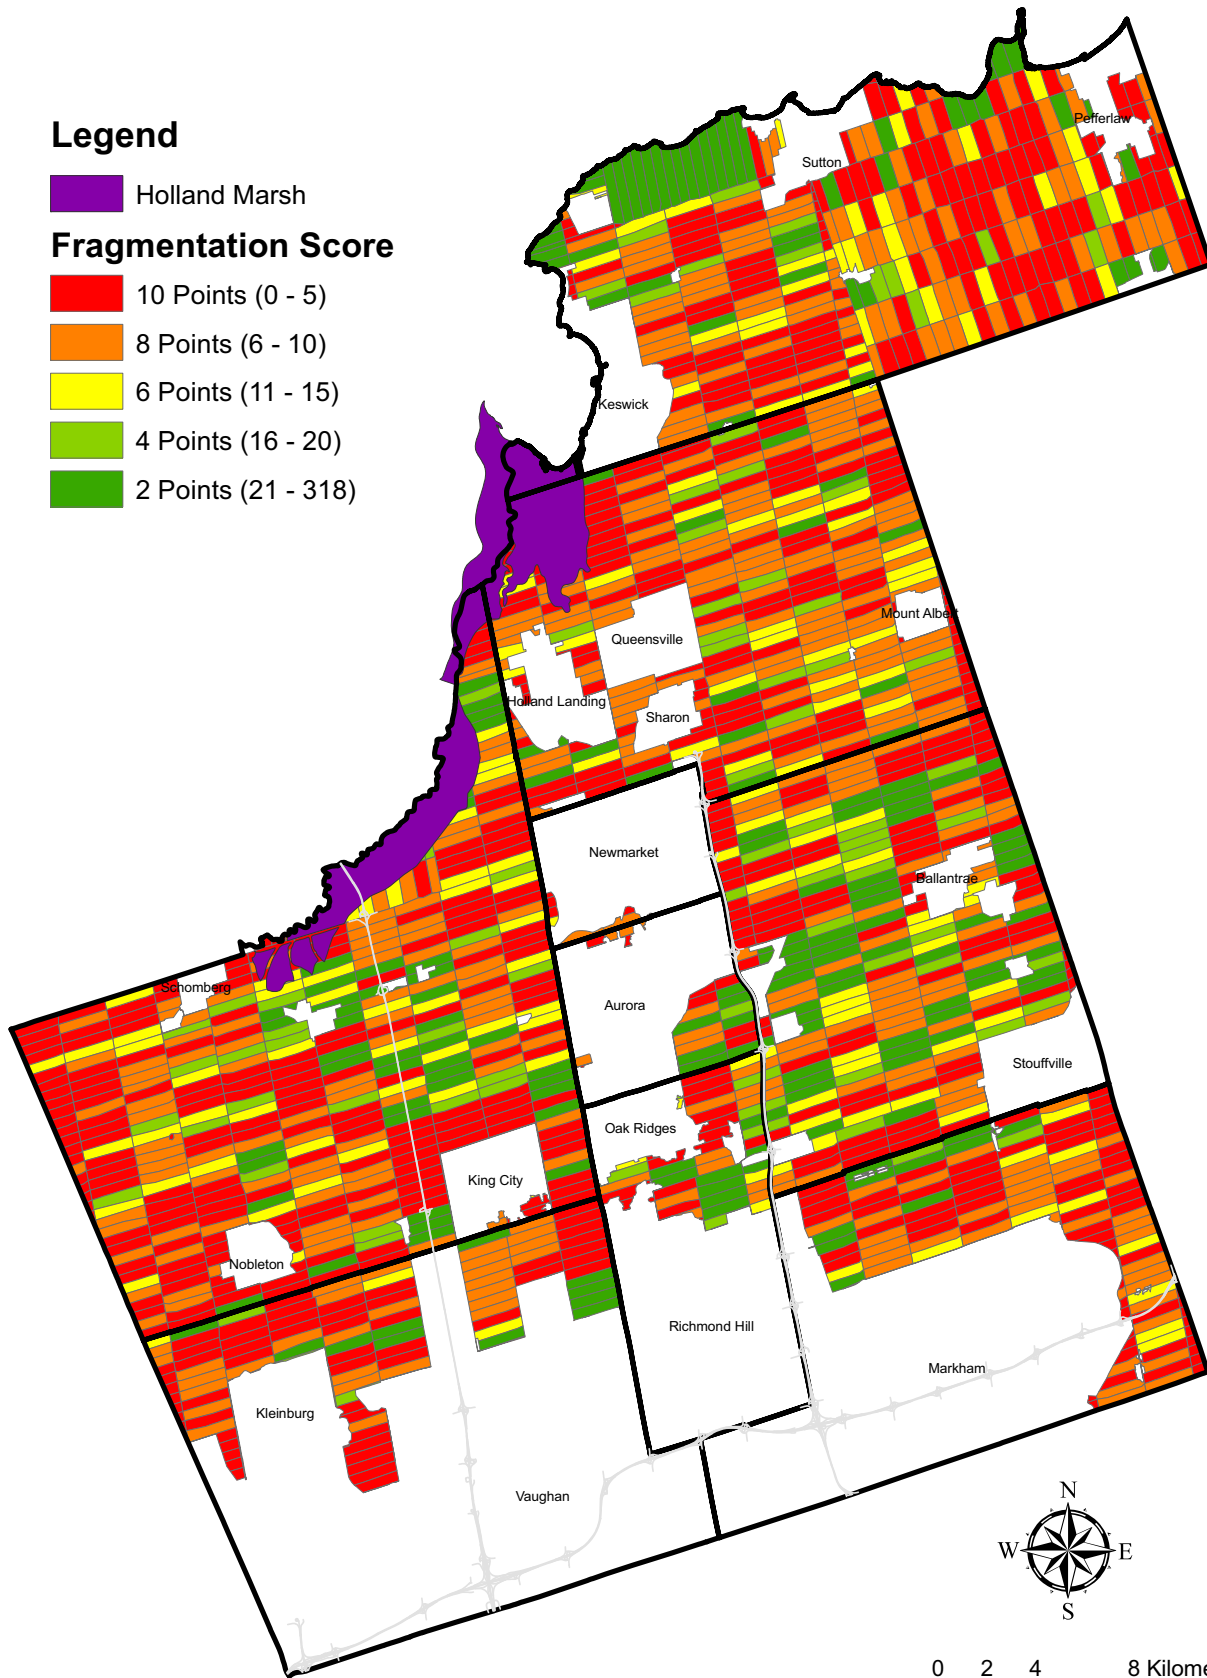 Legend
Holland Marsh
Fragmentation Score
10 Points (0 - 5)
8 Points (6 - 10)
6 Points (11 - 15)
4 Points (16 - 20)
2 Points (21 - 318)
Pefferlaw
Sutton
Keswick
Mount Albert
Queensville
Holland Landing
Sharon
Newmarket
Ballantrae
Schomberg
Aurora
Stouffville
Oak Ridges
King City
Nobleton
Richmond Hill
Markham
Kleinburg
Vaughan
N
W E
S
0 2 4 8 Kilome